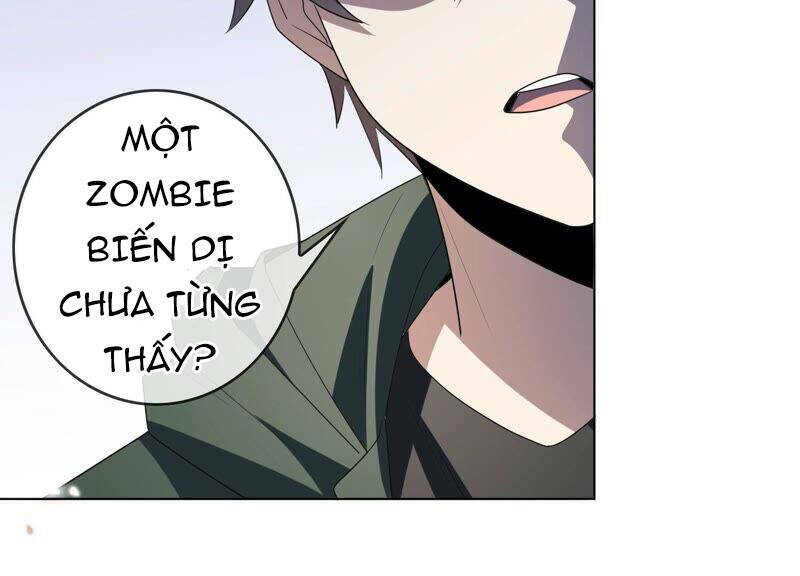 MỘT
ZOMBIE
BIẾN DỊ
CHƯA TỪNG
THẤY?